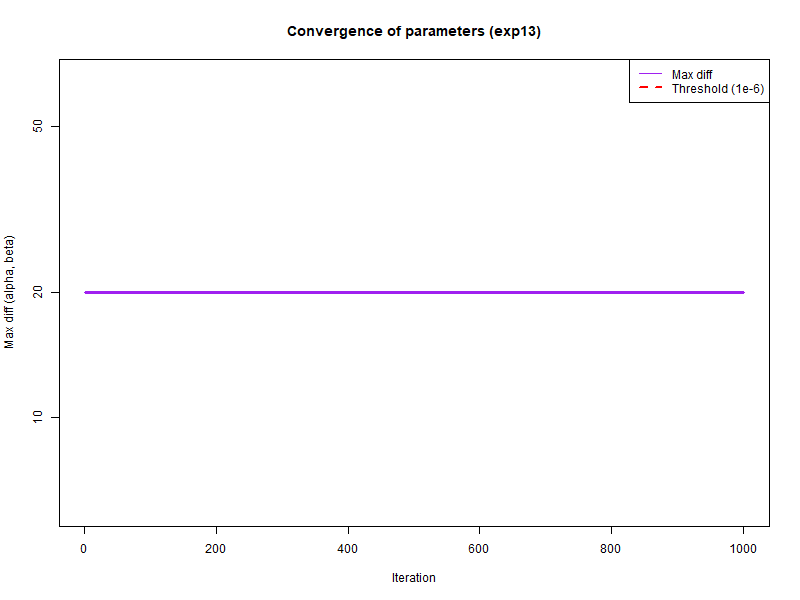 Convergence of parameters (exp13)
Max diff
Threshold (1e-6)
50
20
10
Max diff (alpha, beta)
0 200 400 600 800 1000
Iteration